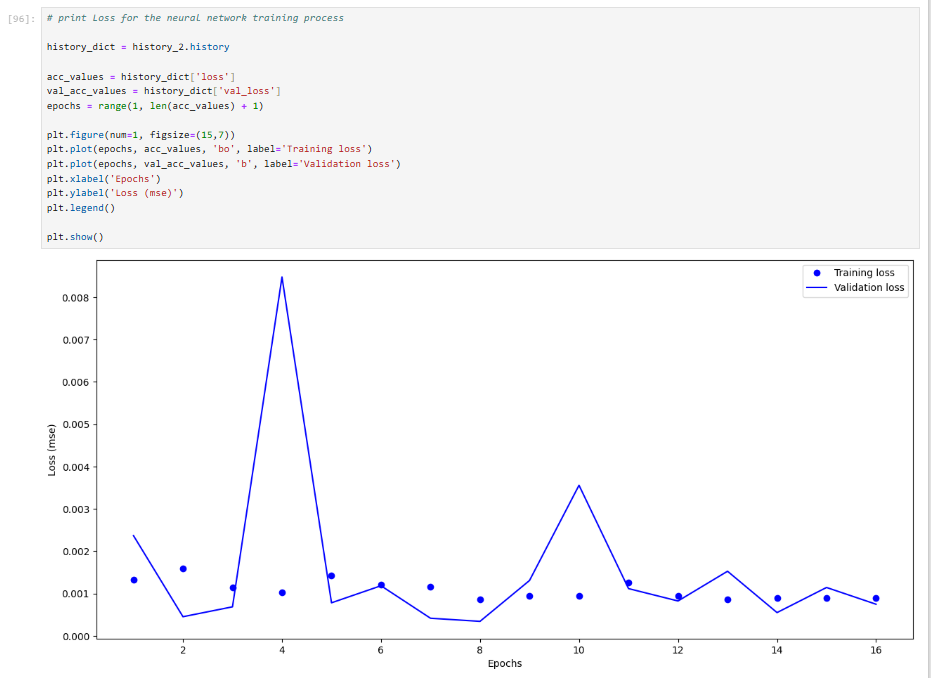 [96]:
# print Loss for the neural network training process
history_dict = history_2.history
acc_values = history_dict['loss']
val_acc_values = history_dict['val_loss']
epochs = range(1, len(acc_values) + 1)
plt.figure(num=1, figsize=(15,7))
plt.plot(epochs, acc_values, 'bo', label='Training loss')
plt.plot(epochs, val_acc_values, 'b', label='Validation loss')
plt.xlabel('Epochs')
plt.ylabel('Loss (mse)')
plt.legend()
plt.show()
Training loss
Validation loss
0.008
0.007
0.006
0.005
0.004
0.003
0.002
0.001
0.000
Loss (mse)
2 4 6 8 10 12 14 16
Epochs